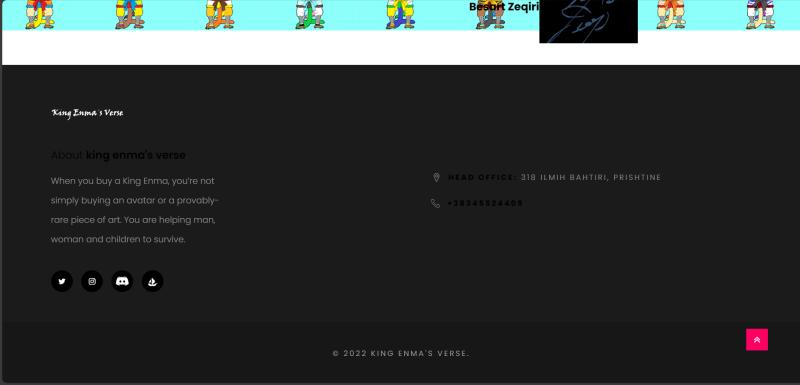 Besart Zeqiri
King Enma's Verse
About king enma's verse
When you buy a King Enma, you're not
simply buying an avatar or a provably-
rare piece of art. You are helping man,
woman and children to survive.
HEAD OFFICE: 318 ILMIH BAHTIRI, PRISHTINE
+38345524405
© 2022 KING ENMA'S VERSE.